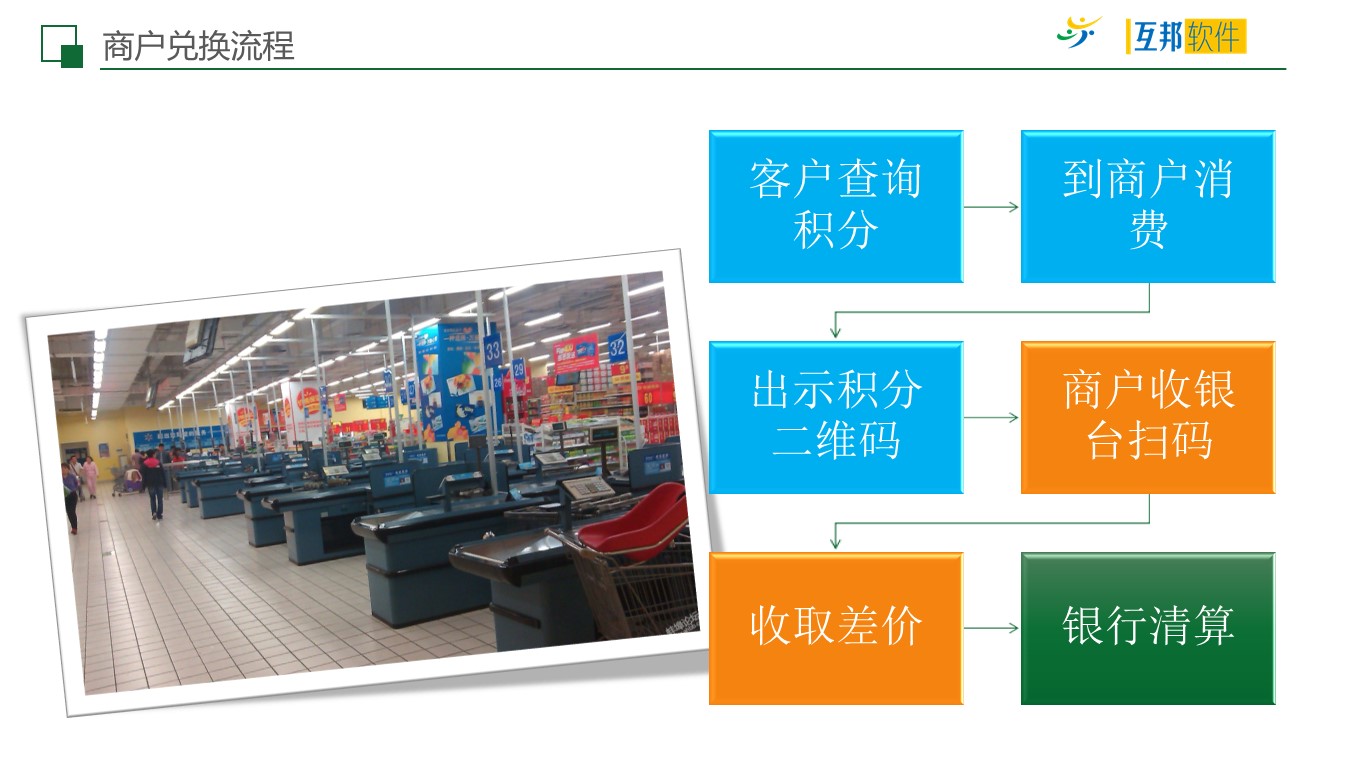 商户兑换流程
互邦软件
客户查询
积分
到商户消
费
出示积分
二维码
商户收银
台扫码
收取差价
银行清算
33
32
29
28
60